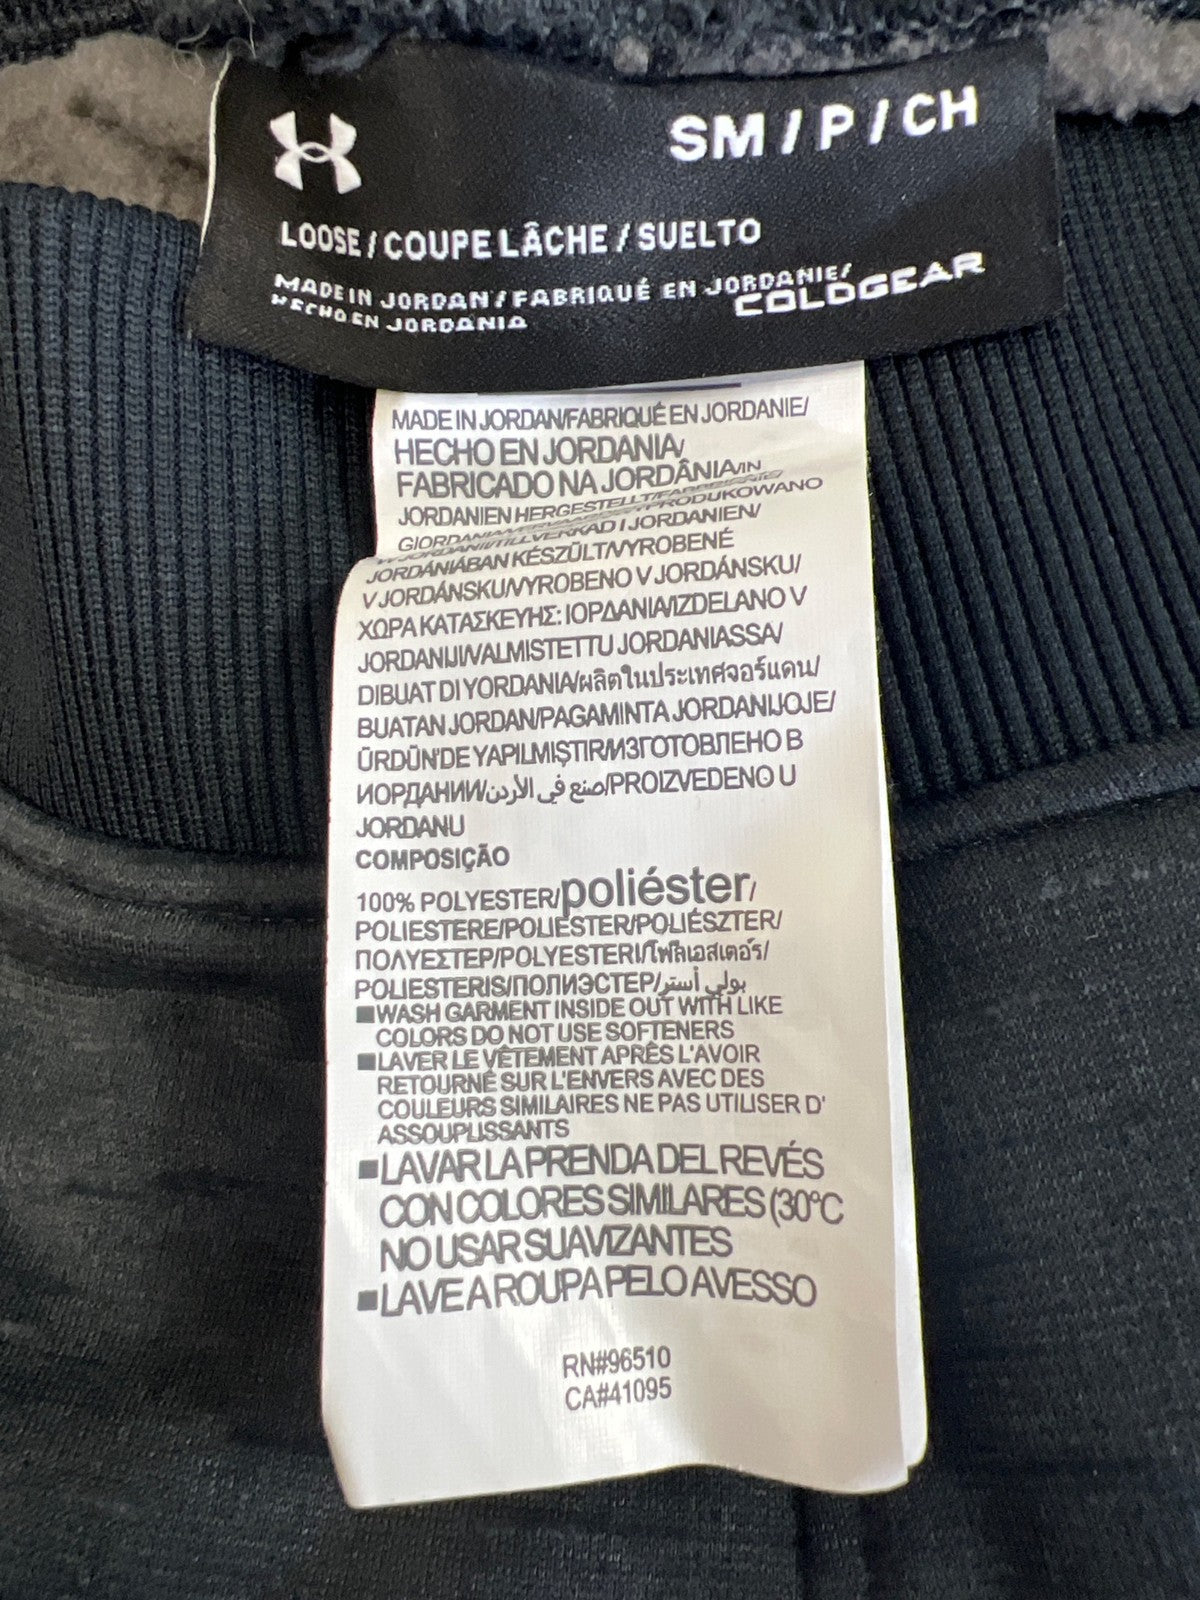 SM / P / CH
LOOSE / COUPE LÂCHE / SUELTO
MADE IN JORDAN / FABRIQUÉ EN JORDANIE/
HECHO EN JORDANIA
COLDGEAR
MADE IN JORDAN/FABRIQUÉ EN JORDANIE/
HECHO EN JORDANIA/
FABRICADO NA JORDÂNIA/IN
JORDANIEN HERGESTELLT/FABBRICATO
PRODUKOWANO
W JORDANII/TILLVERKAD I JORDANIEN/
JORDÁNIÁBAN KÉSZÜLT/VYROBENÉ
V JORDÁNSKU/VYROBENO V JORDÁNSKU/
ΧΩΡΑ ΚΑΤΑΣΚΕΥΗΣ: ΙΟΡΔΑΝΙΑ/IZDELANO V
JORDANIJI/VALMISTETTU JORDANIASSA/
DIBUAT DI YORDANIA/ผลิตในประเทศจอร์แดน/
BUATAN JORDAN/PAGAMINTA JORDANIJOJE/
ÜRDÜN'DE YAPILMIŞTIR/ИЗГОТОВЛЕНО В
ИОРДАНИИ/صنع في الأردن/PROIZVEDENO U
JORDANU
COMPOSIÇÃO
100% POLYESTER/poliéster/
POLIESTERE/POLIESTER/POLIÉSZTER/
ΠΟΛΥΕΣΤΕΡ/POLYESTERI/โพลีเอสเตอร์/
POLIESTERIS/ПОЛИЭСТЕР/بولي أستر
■WASH GARMENT INSIDE OUT WITH LIKE
COLORS DO NOT USE SOFTENERS
■LAVER LE VÊTEMENT APRÈS L'AVOIR
RETOURNÉ SUR L'ENVERS AVEC DES
COULEURS SIMILAIRES NE PAS UTILISER D'
ASSOUPLISSANTS
■LAVAR LA PRENDA DEL REVÉS
CON COLORES SIMILARES (30°C
NO USAR SUAVIZANTES
■LAVE A ROUPA PELO AVESSO
RN#96510
CA#41095